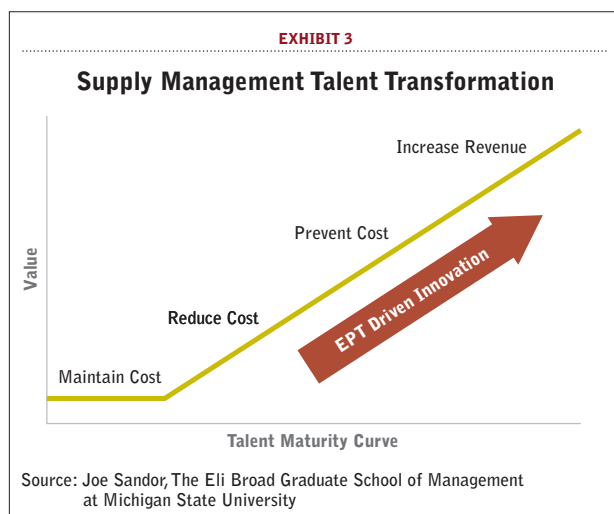 EXHIBIT 3
Supply Management Talent Transformation
Increase Revenue
Prevent Cost
Reduce Cost
Maintain Cost
EPT Driven Innovation
Value
Talent Maturity Curve
Source: Joe Sandor, The Eli Broad Graduate School of Management
at Michigan State University